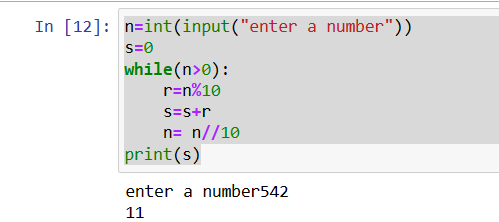 In [12]: n=int(input("enter a number"))
s=0
while(n>0):
    r=n%10
    s=s+r
    n= n//10
print(s)
enter a number542
11